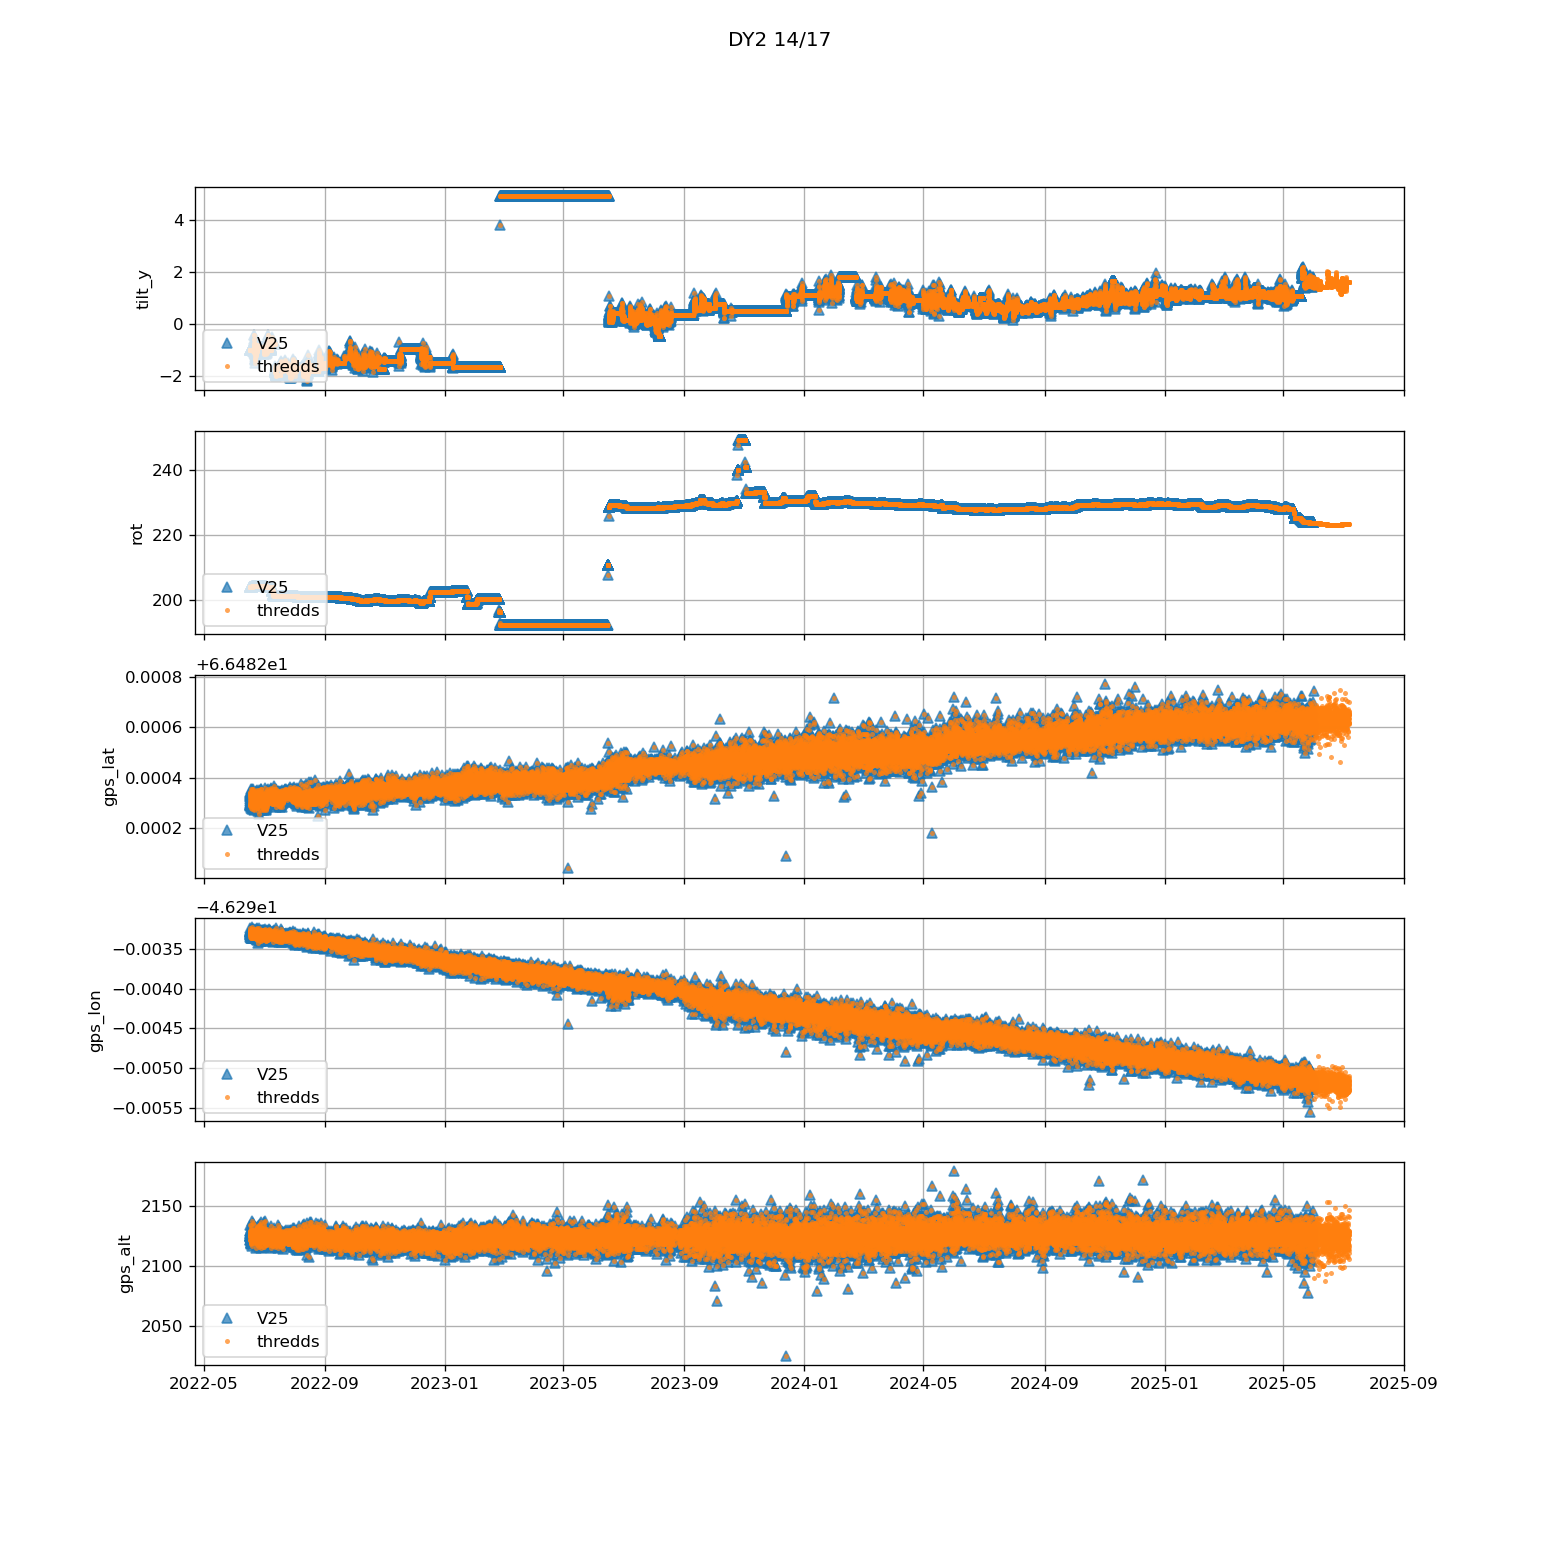 DY2 14/17
4
2
0
−2
tilt_y
V25
thredds
240
220
200
rot
V25
thredds
+6.6482e1
0.0008
0.0006
0.0004
0.0002
gps_lat
V25
thredds
−4.629e1
−0.0035
−0.0040
−0.0045
−0.0050
−0.0055
gps_lon
V25
thredds
2150
2100
2050
gps_alt
V25
thredds
2022-05 2022-09 2023-01 2023-05 2023-09 2024-01 2024-05 2024-09 2025-01 2025-05 2025-09